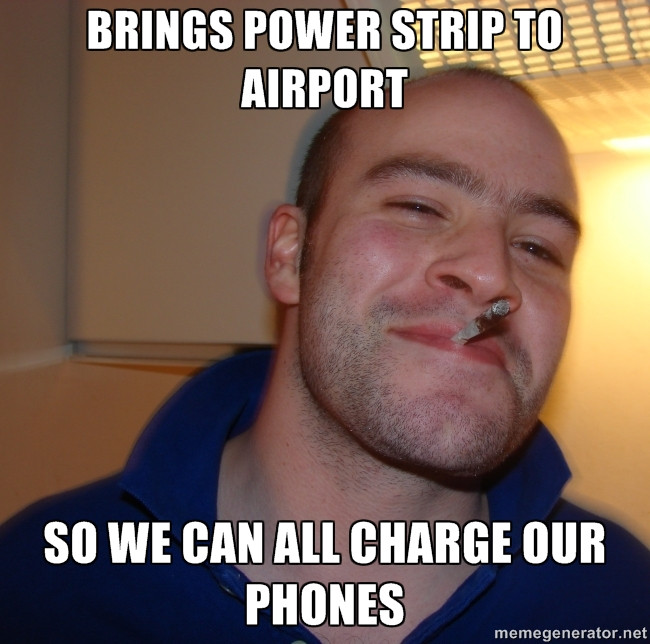 BRINGS POWER STRIP TO
AIRPORT
SO WE CAN ALL CHARGE OUR
PHONES
memegenerator.net